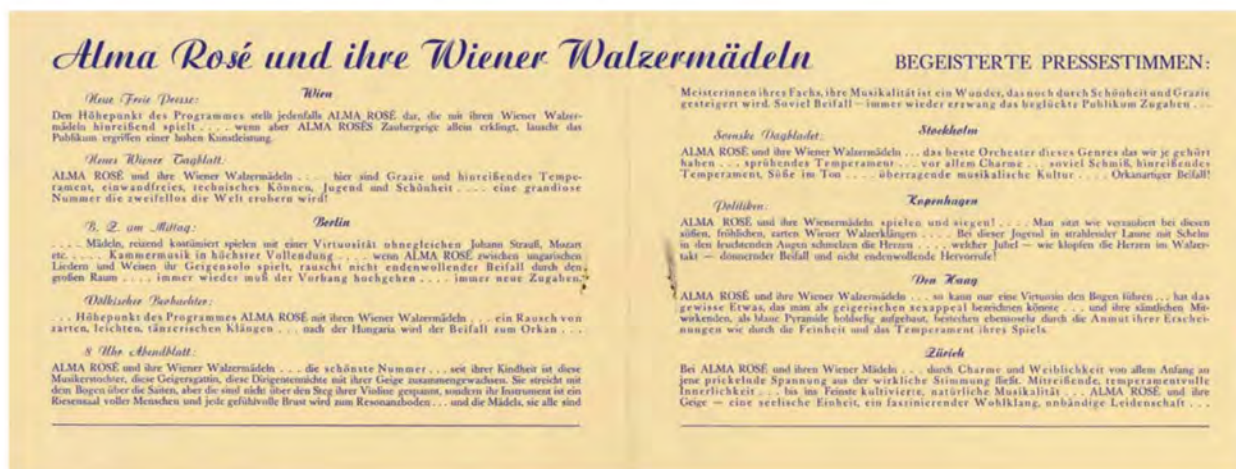 Alma Rosé und ihre Wiener Walzermädeln
BEGEISTERTE PRESSESTIMMEN:
Wien
Neue Freie Presse:
Den Höhepunkt des Programmes stellt jedenfalls ALMA ROSÉ dar, die mit ihren Wiener Walzer-
mädeln hinreißend spielt . . . . wenn aber ALMA ROSÉS Zaubergeige allein erklingt, lauscht das
Publikum ergriffen einer hohen Kunstleistung.
Neues Wiener Tagblatt:
ALMA ROSÉ und ihre Wiener Walzermädeln . . . . hier sind Grazie und hinreißendes Tempe-
rament, einwandfreies, technisches Können, Jugend und Schönheit . . . . eine grandiose
Nummer die zweifellos die Welt erobern wird!
Berlin
B. Z. am Mittag:
. . . . Mädeln, reizend kostümiert spielen mit einer Virtuosität ohnegleichen Johann Strauß, Mozart
etc. . . . . Kammermusik in höchster Vollendung . . . . wenn ALMA ROSÉ zwischen ungarischen
Liedern und Weisen ihr Geigensolo spielt, rauscht nicht endenwollender Beifall durch den
großen Raum . . . . immer wieder muß der Vorhang hochgehen . . . . immer neue Zugaben.
Völkischer Beobachter:
. . . Höhepunkt des Programmes ALMA ROSÉ mit ihren Wiener Walzermädeln . . . ein Rausch von
zarten, leichten, tänzerischen Klängen . . . nach der Hungaria wird der Beifall zum Orkan . . .
8 Uhr Abendblatt:
ALMA ROSÉ und ihre Wiener Walzermädeln . . . die schönste Nummer . . . seit ihrer Kindheit ist diese
Musikerstochter, diese Geigersgattin, diese Dirigentennichte mit ihrer Geige zusammengewachsen. Sie streicht mit
dem Bogen über die Saiten, aber die sind nicht über den Steg ihrer Violine gespannt, sondern ihr Instrument ist ein
Riesensaal voller Menschen und jede gefühlvolle Brust wird zum Resonanzboden . . . und die Mädels, sie alle sind
Meisterinnen ihres Fachs, ihre Musikalität ist ein Wunder, das noch durch Schönheit und Grazie
gesteigert wird. Soviel Beifall — immer wieder erzwang das beglückte Publikum Zugaben . . .
Stockholm
Svenske Dagbladet:
ALMA ROSÉ und ihre Wiener Walzermädeln . . . das beste Orchester dieses Genres das wir je gehört
haben . . . sprühendes Temperament . . . vor allem Charme . . . soviel Schmiß, hinreißendes
Temperament, Süße im Ton . . . . überragende musikalische Kultur . . . . Orkanartiger Beifall!
Kopenhagen
Politiken:
ALMA ROSÉ und ihre Wienermädeln spielen und siegen! . . . . Man sitzt wie verzaubert bei diesen
süßen, fröhlichen, zarten Wiener Walzerklängen . . . . Bei dieser Jugend in strahlender Laune mit Schelm
in den leuchtenden Augen schmelzen die Herzen . . . . welcher Jubel — wie klopfen die Herzen im Walzer-
takt — donnernder Beifall und nicht endenwollende Hervorrufe!
Den Haag
ALMA ROSÉ und ihre Wiener Walzermädeln . . . so kann nur eine Virtuosin den Bogen führen . . . hat das
gewisse Etwas, das man als geigerischen sexappeal bezeichnen könnte . . . und ihre sämtlichen Mit-
wirkenden, als blaue Pyramide holdselig aufgebaut, bestechen ebensosehr durch die Anmut ihrer Erschei-
nungen wie durch die Feinheit und das Temperament ihres Spiels.
Zürich
Bei ALMA ROSÉ und ihren Wiener Mädeln . . . durch Charme und Weiblichkeit von allem Anfang an
jene prickelnde Spannung aus der wirkliche Stimmung fließt. Mitreißende, temperamentvolle
Innerlichkeit . . . bis ins Feinste kultivierte, natürliche Musikalität . . . ALMA ROSÉ und ihre
Geige — eine seelische Einheit, ein faszinierender Wohlklang, unbändige Leidenschaft . . .